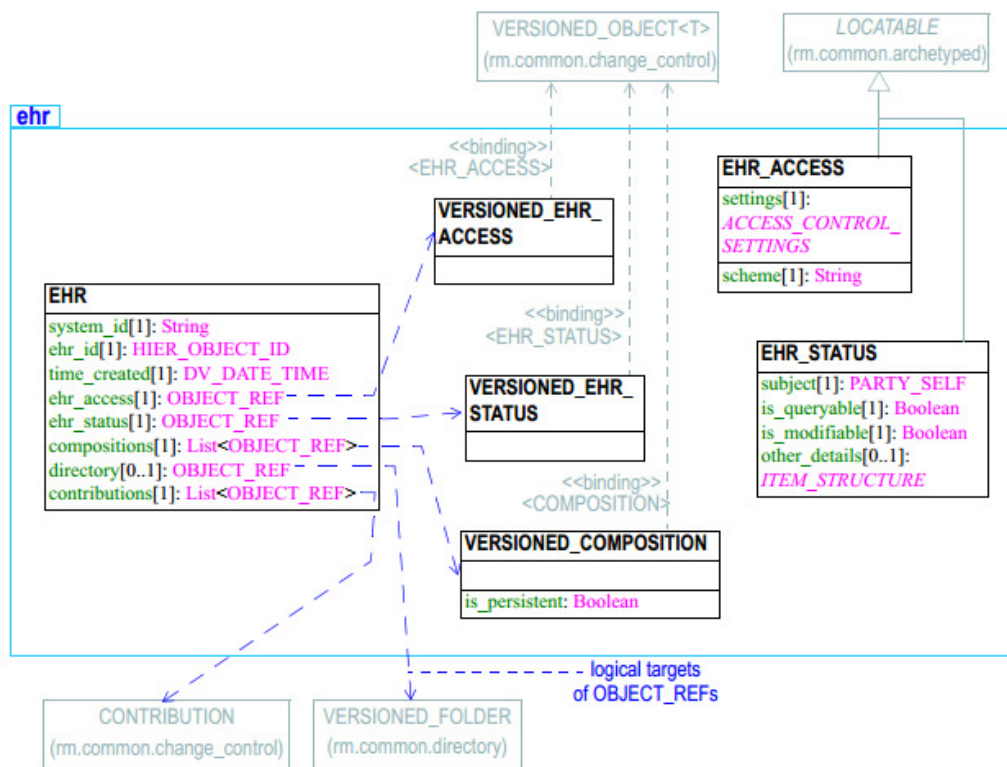 VERSIONED_OBJECT<T>
(rm.common.change_control)
LOCATABLE
(rm.common.archetyped)
ehr
<<binding>>
<EHR_ACCESS>
VERSIONED_EHR_
ACCESS
EHR_ACCESS
settings[1]:
ACCESS_CONTROL_
SETTINGS
scheme[1]: String
EHR
system_id[1]: String
ehr_id[1]: HIER_OBJECT_ID
time_created[1]: DV_DATE_TIME
ehr_access[1]: OBJECT_REF
ehr_status[1]: OBJECT_REF
compositions[1]: List<OBJECT_REF>
directory[0..1]: OBJECT_REF
contributions[1]: List<OBJECT_REF>
<<binding>>
<EHR_STATUS>
VERSIONED_EHR_
STATUS
EHR_STATUS
subject[1]: PARTY_SELF
is_queryable[1]: Boolean
is_modifiable[1]: Boolean
other_details[0..1]:
ITEM_STRUCTURE
<<binding>>
<COMPOSITION>
VERSIONED_COMPOSITION
is_persistent: Boolean
logical targets
of OBJECT_REFs
CONTRIBUTION
(rm.common.change_control)
VERSIONED_FOLDER
(rm.common.directory)